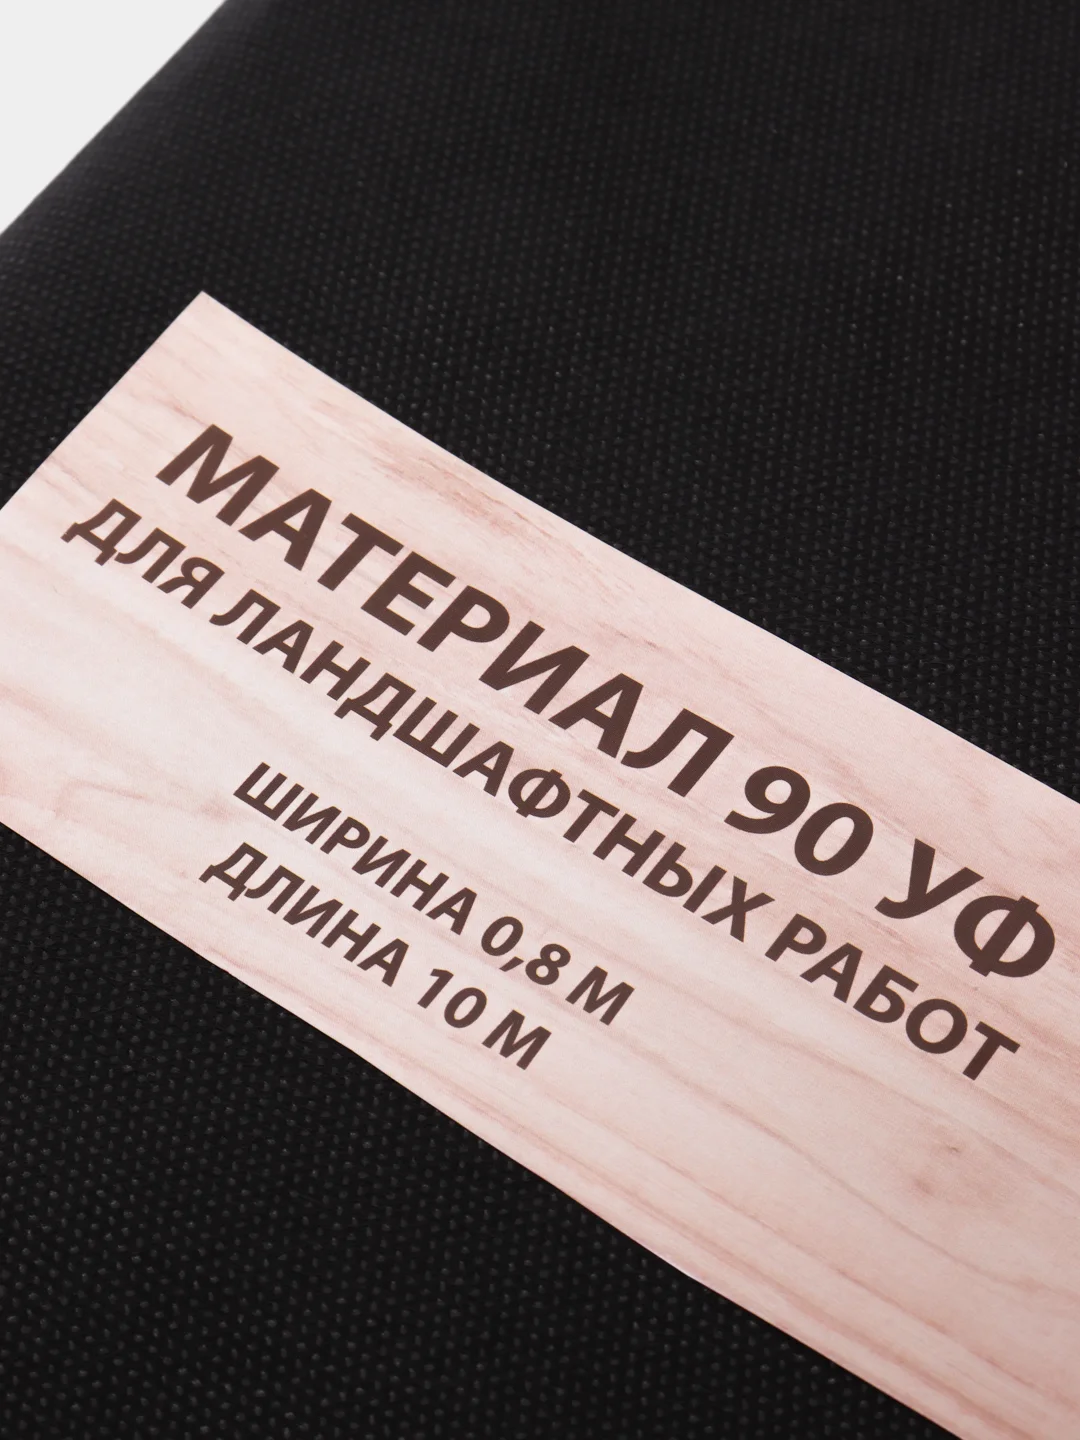 МАТЕРИАЛ 90 УФ
ДЛЯ ЛАНДШАФТНЫХ РАБОТ
ШИРИНА 0,8 М
ДЛИНА 10 М